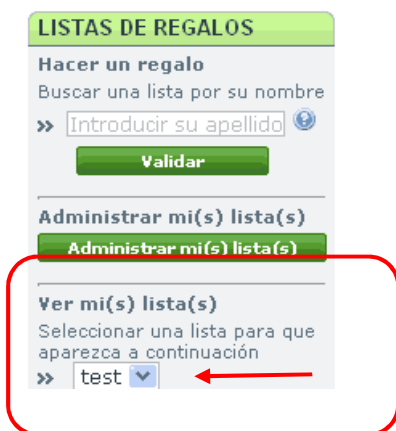 LISTAS DE REGALOS
Hacer un regalo
Buscar una lista por su nombre
» Introducir su apellido
Validar
Administrar mi(s) lista(s)
Administrar mi(s) lista(s)
Ver mi(s) lista(s)
Seleccionar una lista para que
aparezca a continuación
» test